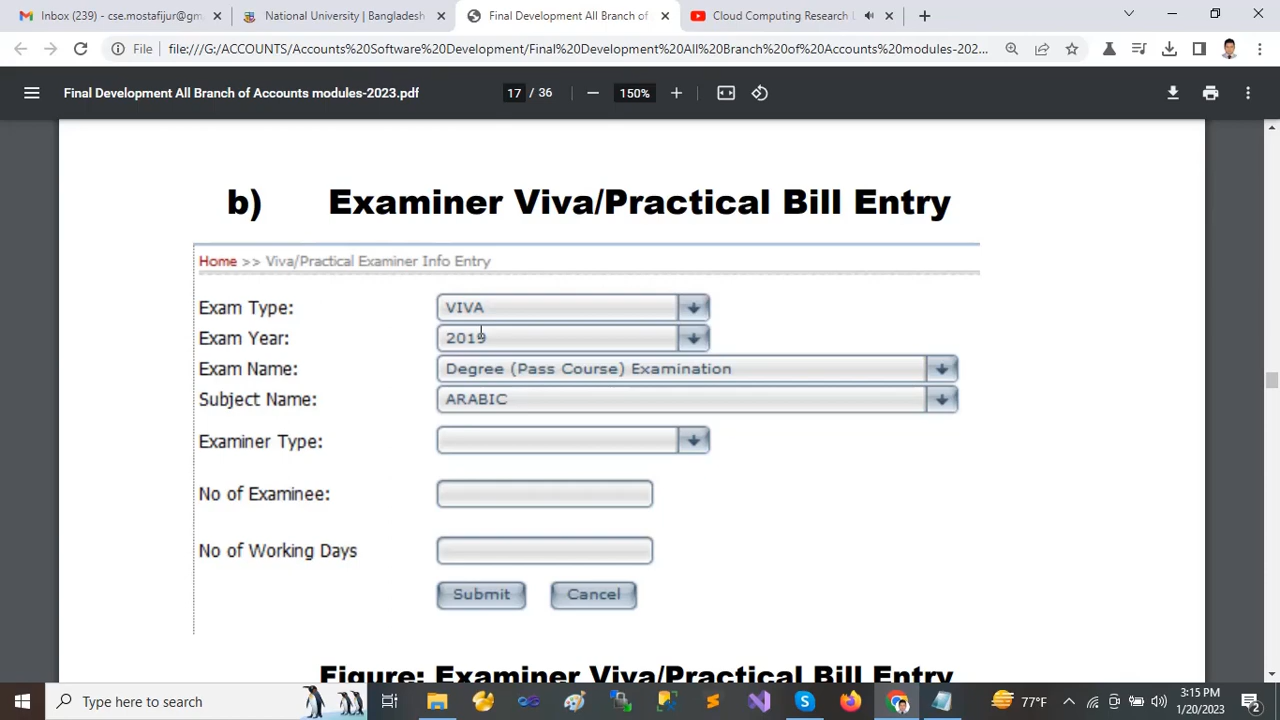 Inbox (239) - cse.mostafijur@gm
National University | Bangladesh
Final Development All Branch of
Cloud Computing Research L
File
file:///G:/ACCOUNTS/Accounts%20Software%20Development/Final%20Development%20All%20Branch%20of%20Accounts%20modules-202...
Final Development All Branch of Accounts modules-2023.pdf
17 / 36
150%
b) Examiner Viva/Practical Bill Entry
Home >> Viva/Practical Examiner Info Entry
Exam Type: VIVA
Exam Year: 2019
Exam Name: Degree (Pass Course) Examination
Subject Name: ARABIC
Examiner Type:
No of Examinee:
No of Working Days
Submit Cancel
Figure: Examiner Viva/Practical Bill Entry
Type here to search
77°F
3:15 PM
1/20/2023
2